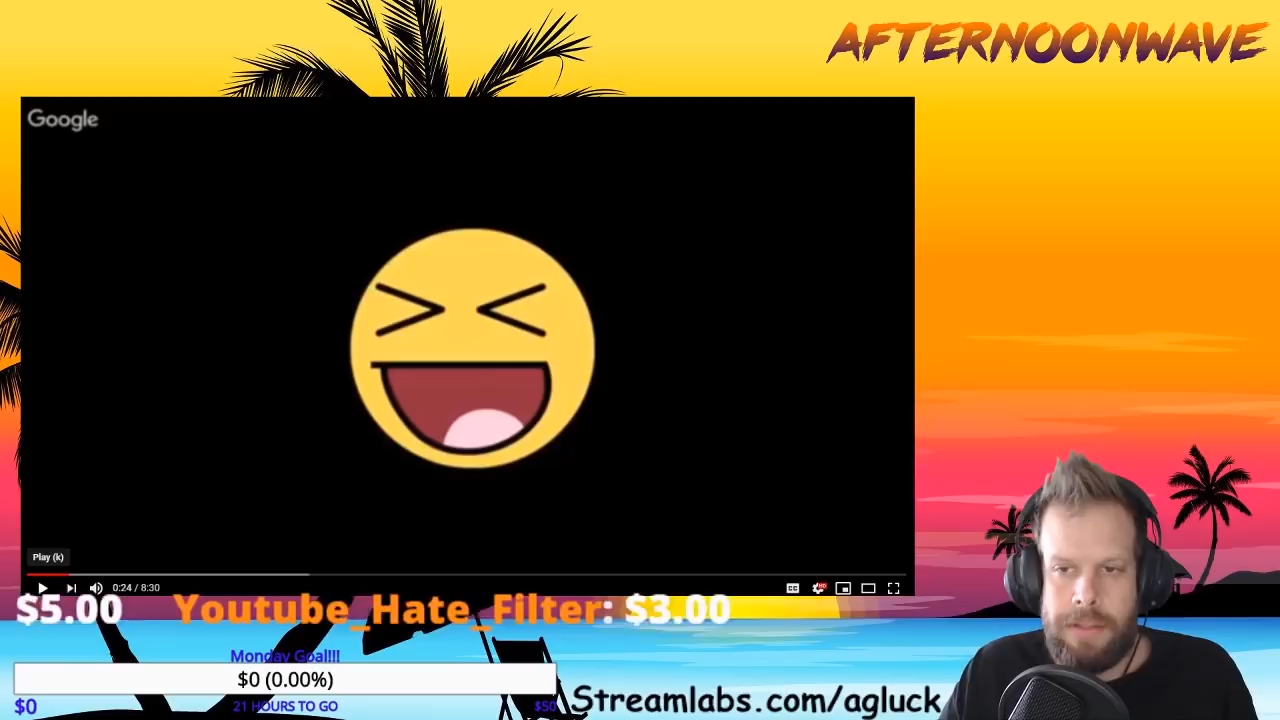 AFTERNOONWAVE
Google
Play (k)
0:24 / 8:30
$5.00 Youtube_Hate_Filter: $3.00
Monday Goal!!!
$0 (0.00%)
$0 21 HOURS TO GO $50
Streamlabs.com/agluck